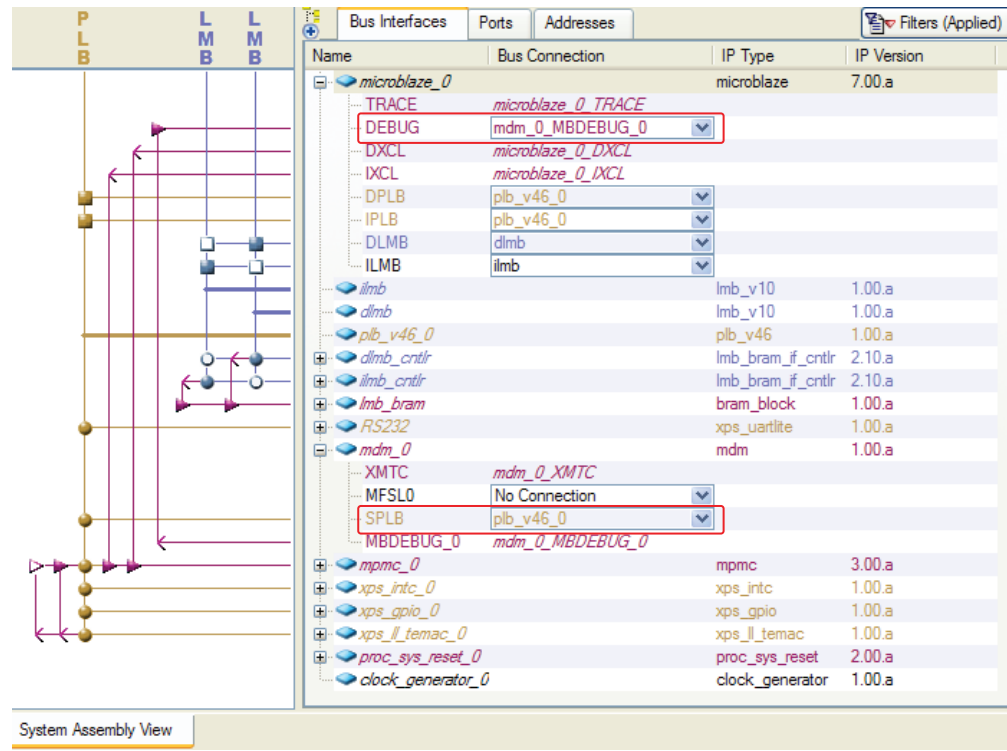 PLB LMB LMB
Bus Interfaces Ports Addresses Filters (Applied)
Name Bus Connection IP Type IP Version
microblaze_0 microblaze 7.00.a
TRACE microblaze_0_TRACE
DEBUG mdm_0_MBDEBUG_0
DXCL microblaze_0_DXCL
IXCL microblaze_0_IXCL
DPLB plb_v46_0
IPLB plb_v46_0
DLMB dlmb
ILMB ilmb
ilmb lmb_v10 1.00.a
dlmb lmb_v10 1.00.a
plb_v46_0 plb_v46 1.00.a
dlmb_cntlr lmb_bram_if_cntlr 2.10.a
ilmb_cntlr lmb_bram_if_cntlr 2.10.a
lmb_bram bram_block 1.00.a
RS232 xps_uartlite 1.00.a
mdm_0 mdm 1.00.a
XMTC mdm_0_XMTC
MFSL0 No Connection
SPLB plb_v46_0
MBDEBUG_0 mdm_0_MBDEBUG_0
mpmc_0 mpmc 3.00.a
xps_intc_0 xps_intc 1.00.a
xps_gpio_0 xps_gpio 1.00.a
xps_ll_temac_0 xps_ll_temac 1.00.a
proc_sys_reset_0 proc_sys_reset 2.00.a
clock_generator_0 clock_generator 1.00.a
System Assembly View